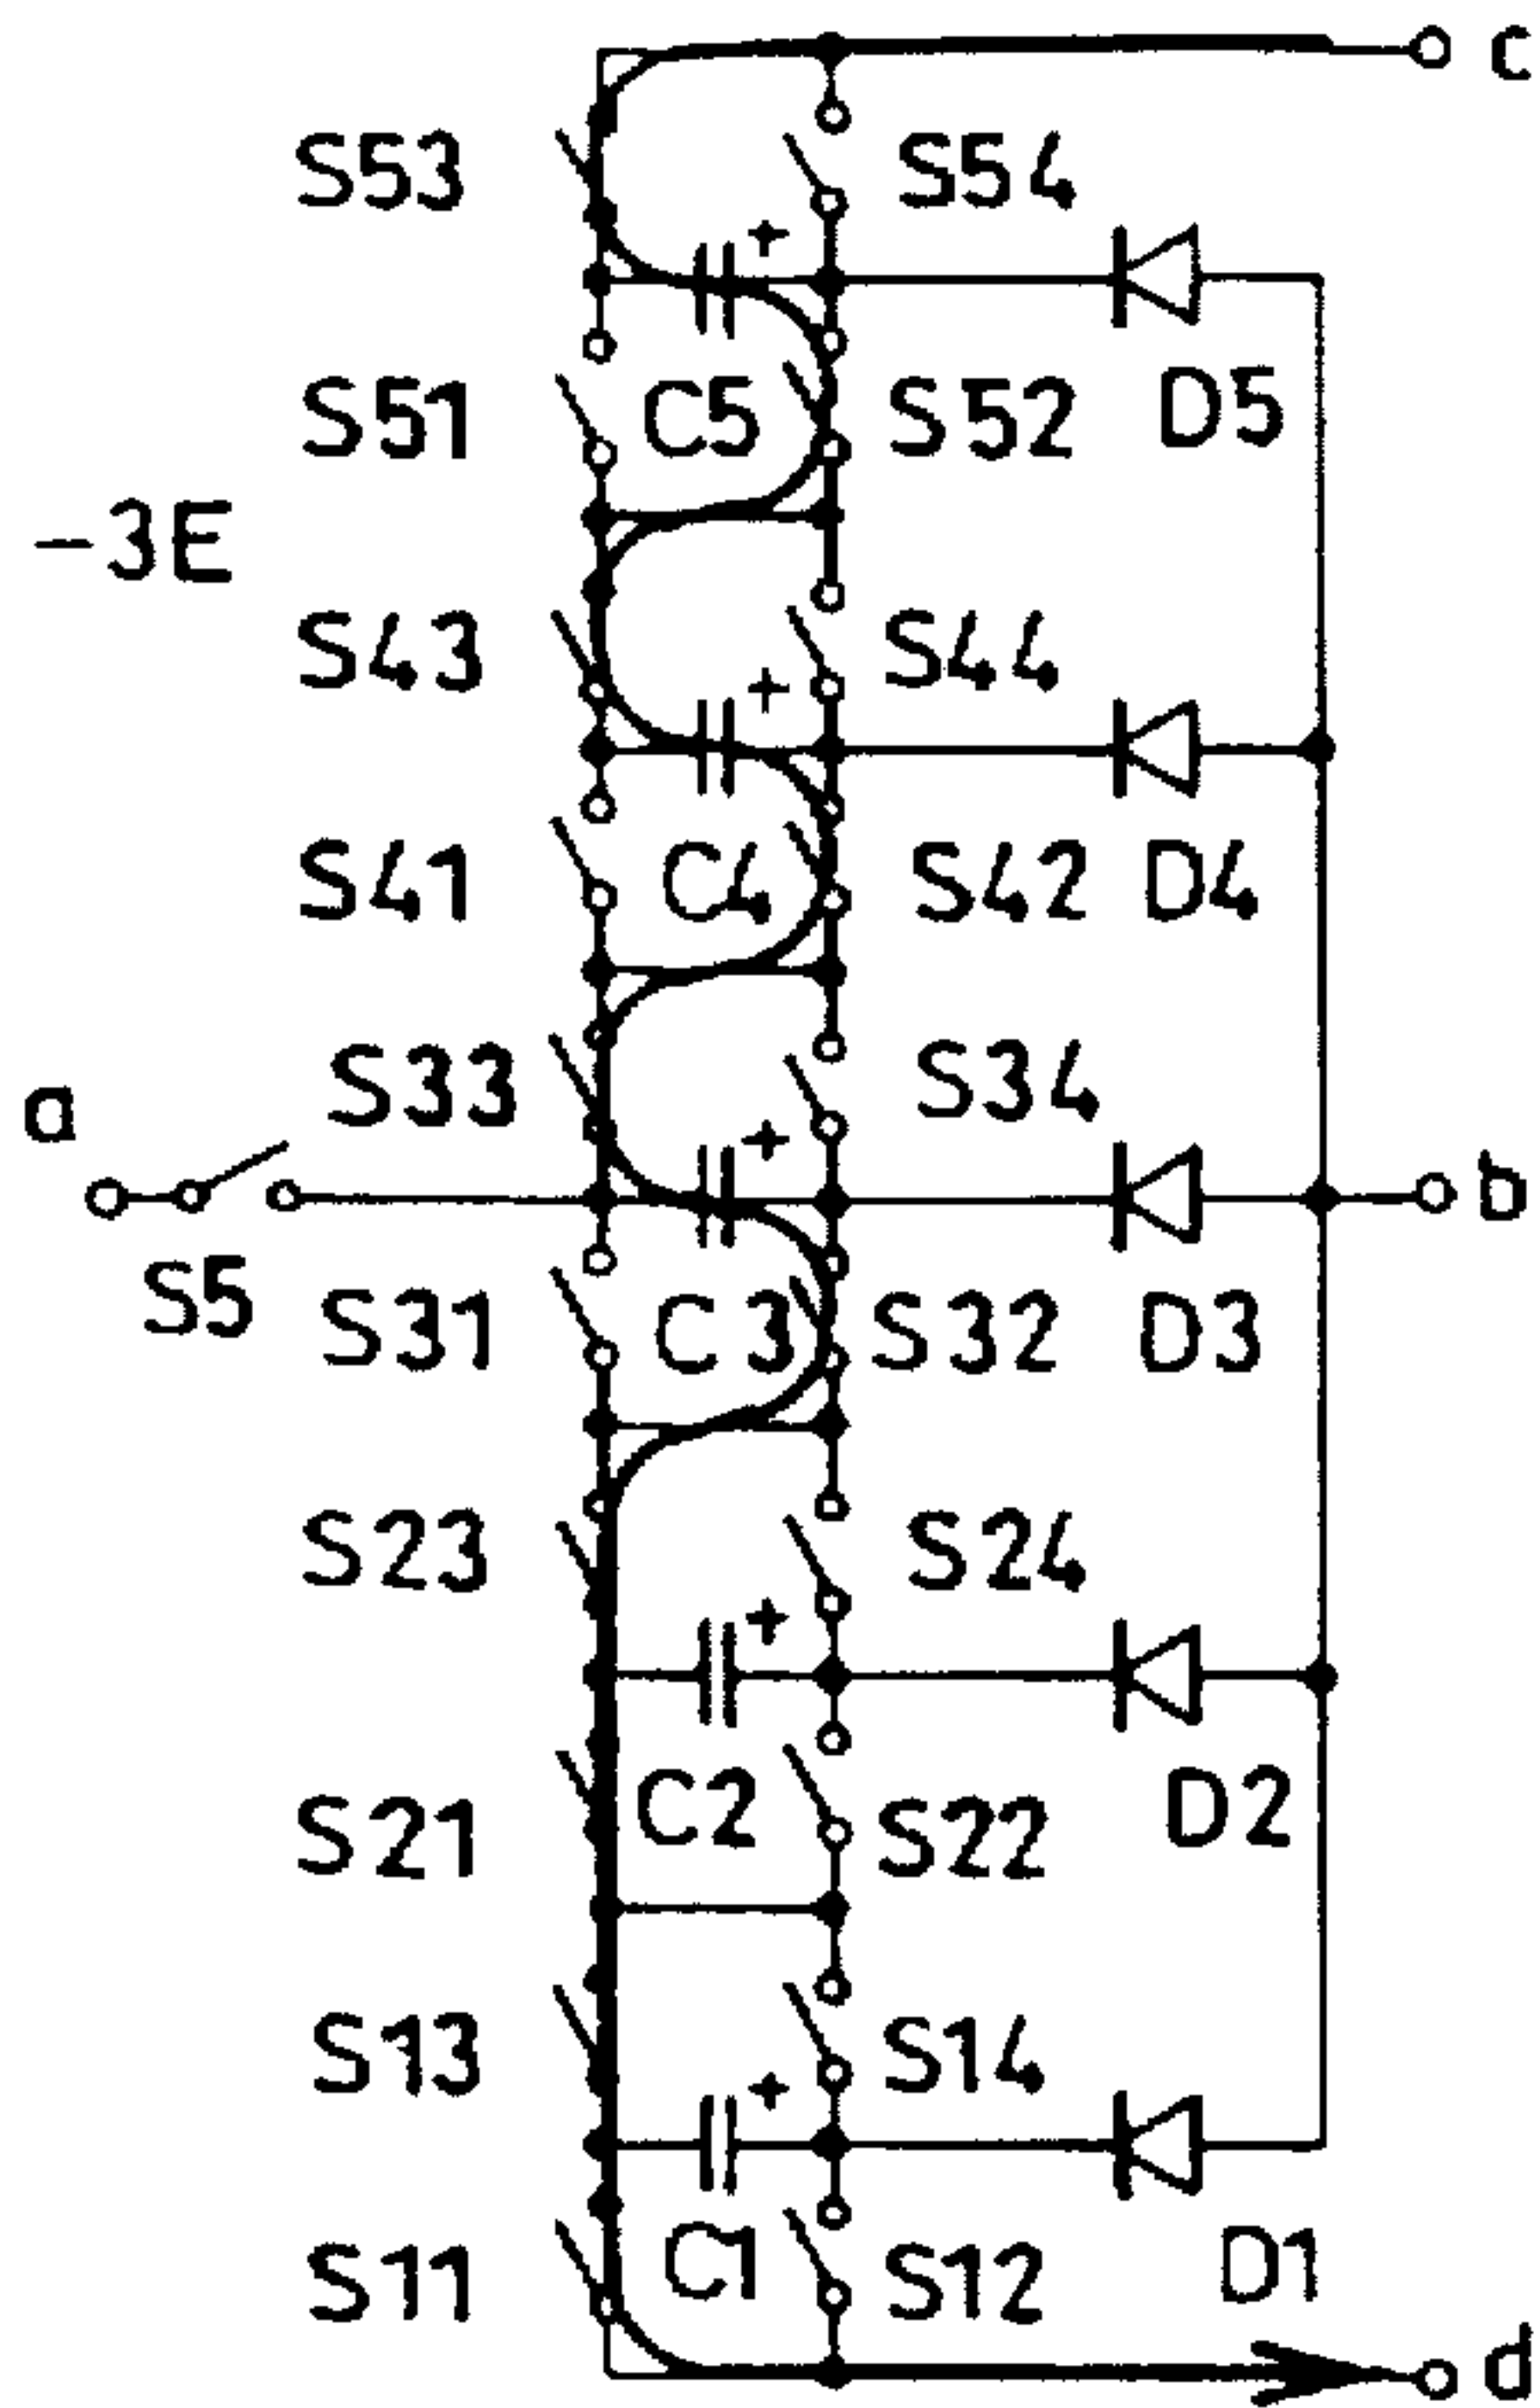 c
S53 S54
+
S51 C5 S52 D5
-3E
S43 S44
+
S41 C4 S42 D4
S33 S34
a + b
S5 S31 C3 S32 D3
S23 S24
+
S21 C2 S22 D2
S13 S14
+
S11 C1 S12 D1
d